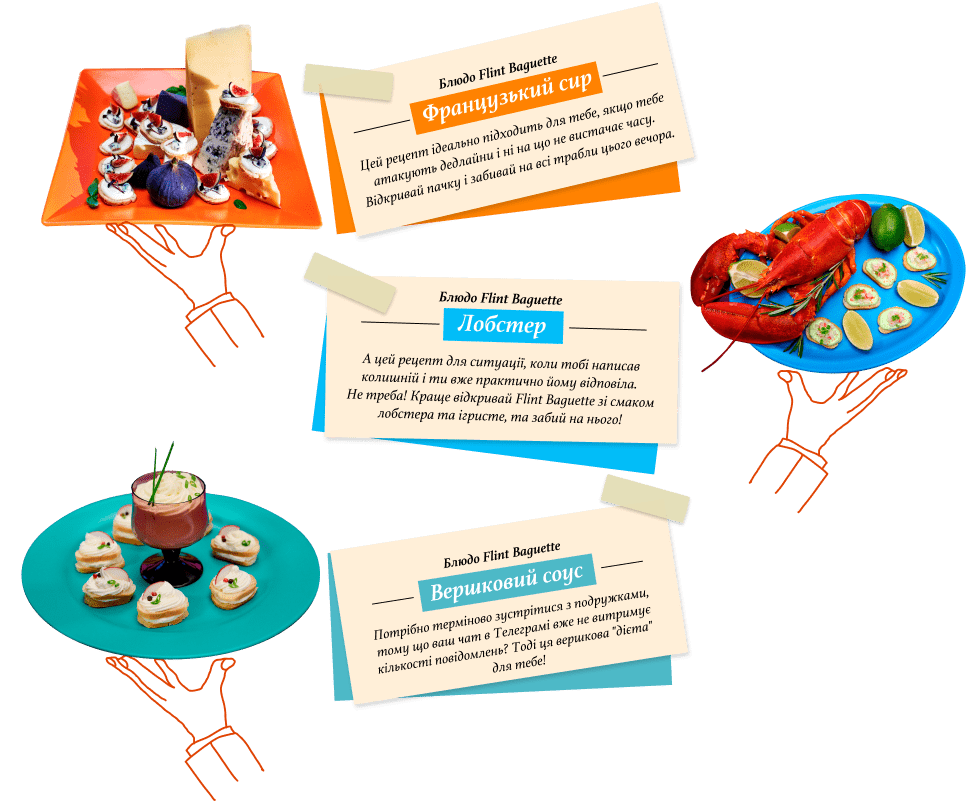 Блюдо Flint Baguette
Французький сир
Цей рецепт ідеально підходить для тебе, якщо тебе
атакують дедлайни і ні на що не вистачає часу.
Відкривай пачку і забивай на всі трабли цього вечора.
Блюдо Flint Baguette
Лобстер
А цей рецепт для ситуації, коли тобі написав
колишній і ти вже практично йому відповіла.
Не треба! Краще відкривай Flint Baguette зі смаком
лобстера та ігристе, та забий на нього!
Блюдо Flint Baguette
Вершковий соус
Потрібно терміново зустрітися з подружками,
тому що ваш чат в Телеграмі вже не витримує
кількості повідомлень? Тоді ця вершкова "дієта"
для тебе!